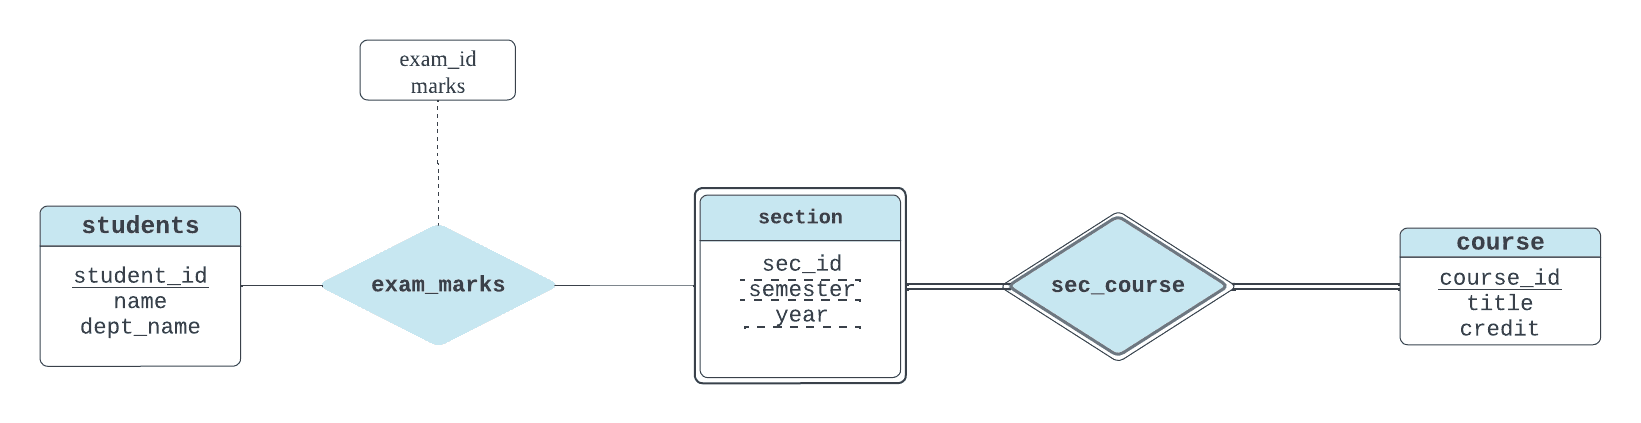 exam_id
marks
students
student_id
name
dept_name
exam_marks
section
sec_id
semester
year
sec_course
course
course_id
title
credit